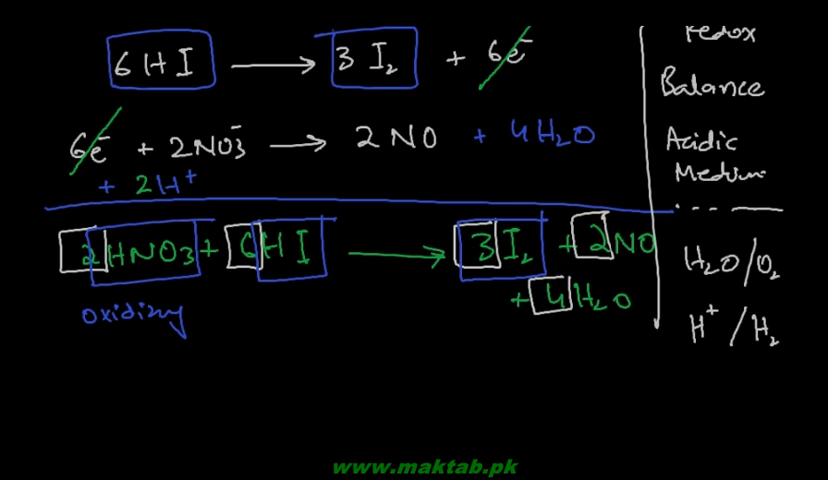 6HI ⟶ 3I₂ + 6e⁻
6e⁻ + 2NO₃⁻ ⟶ 2NO + 4H₂O
+ 2H⁺
2HNO₃ + 6HI ⟶ 3I₂ + 2NO
+ 4H₂O
oxidizing
redox
Balance
Acidic
Medium
H₂O/O₂
H⁺/H₂
www.maktab.pk